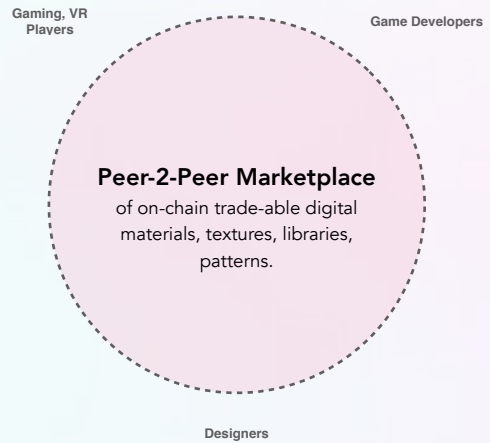 Gaming, VR
Players
Game Developers
Peer-2-Peer Marketplace
of on-chain trade-able digital
materials, textures, libraries,
patterns.
Designers